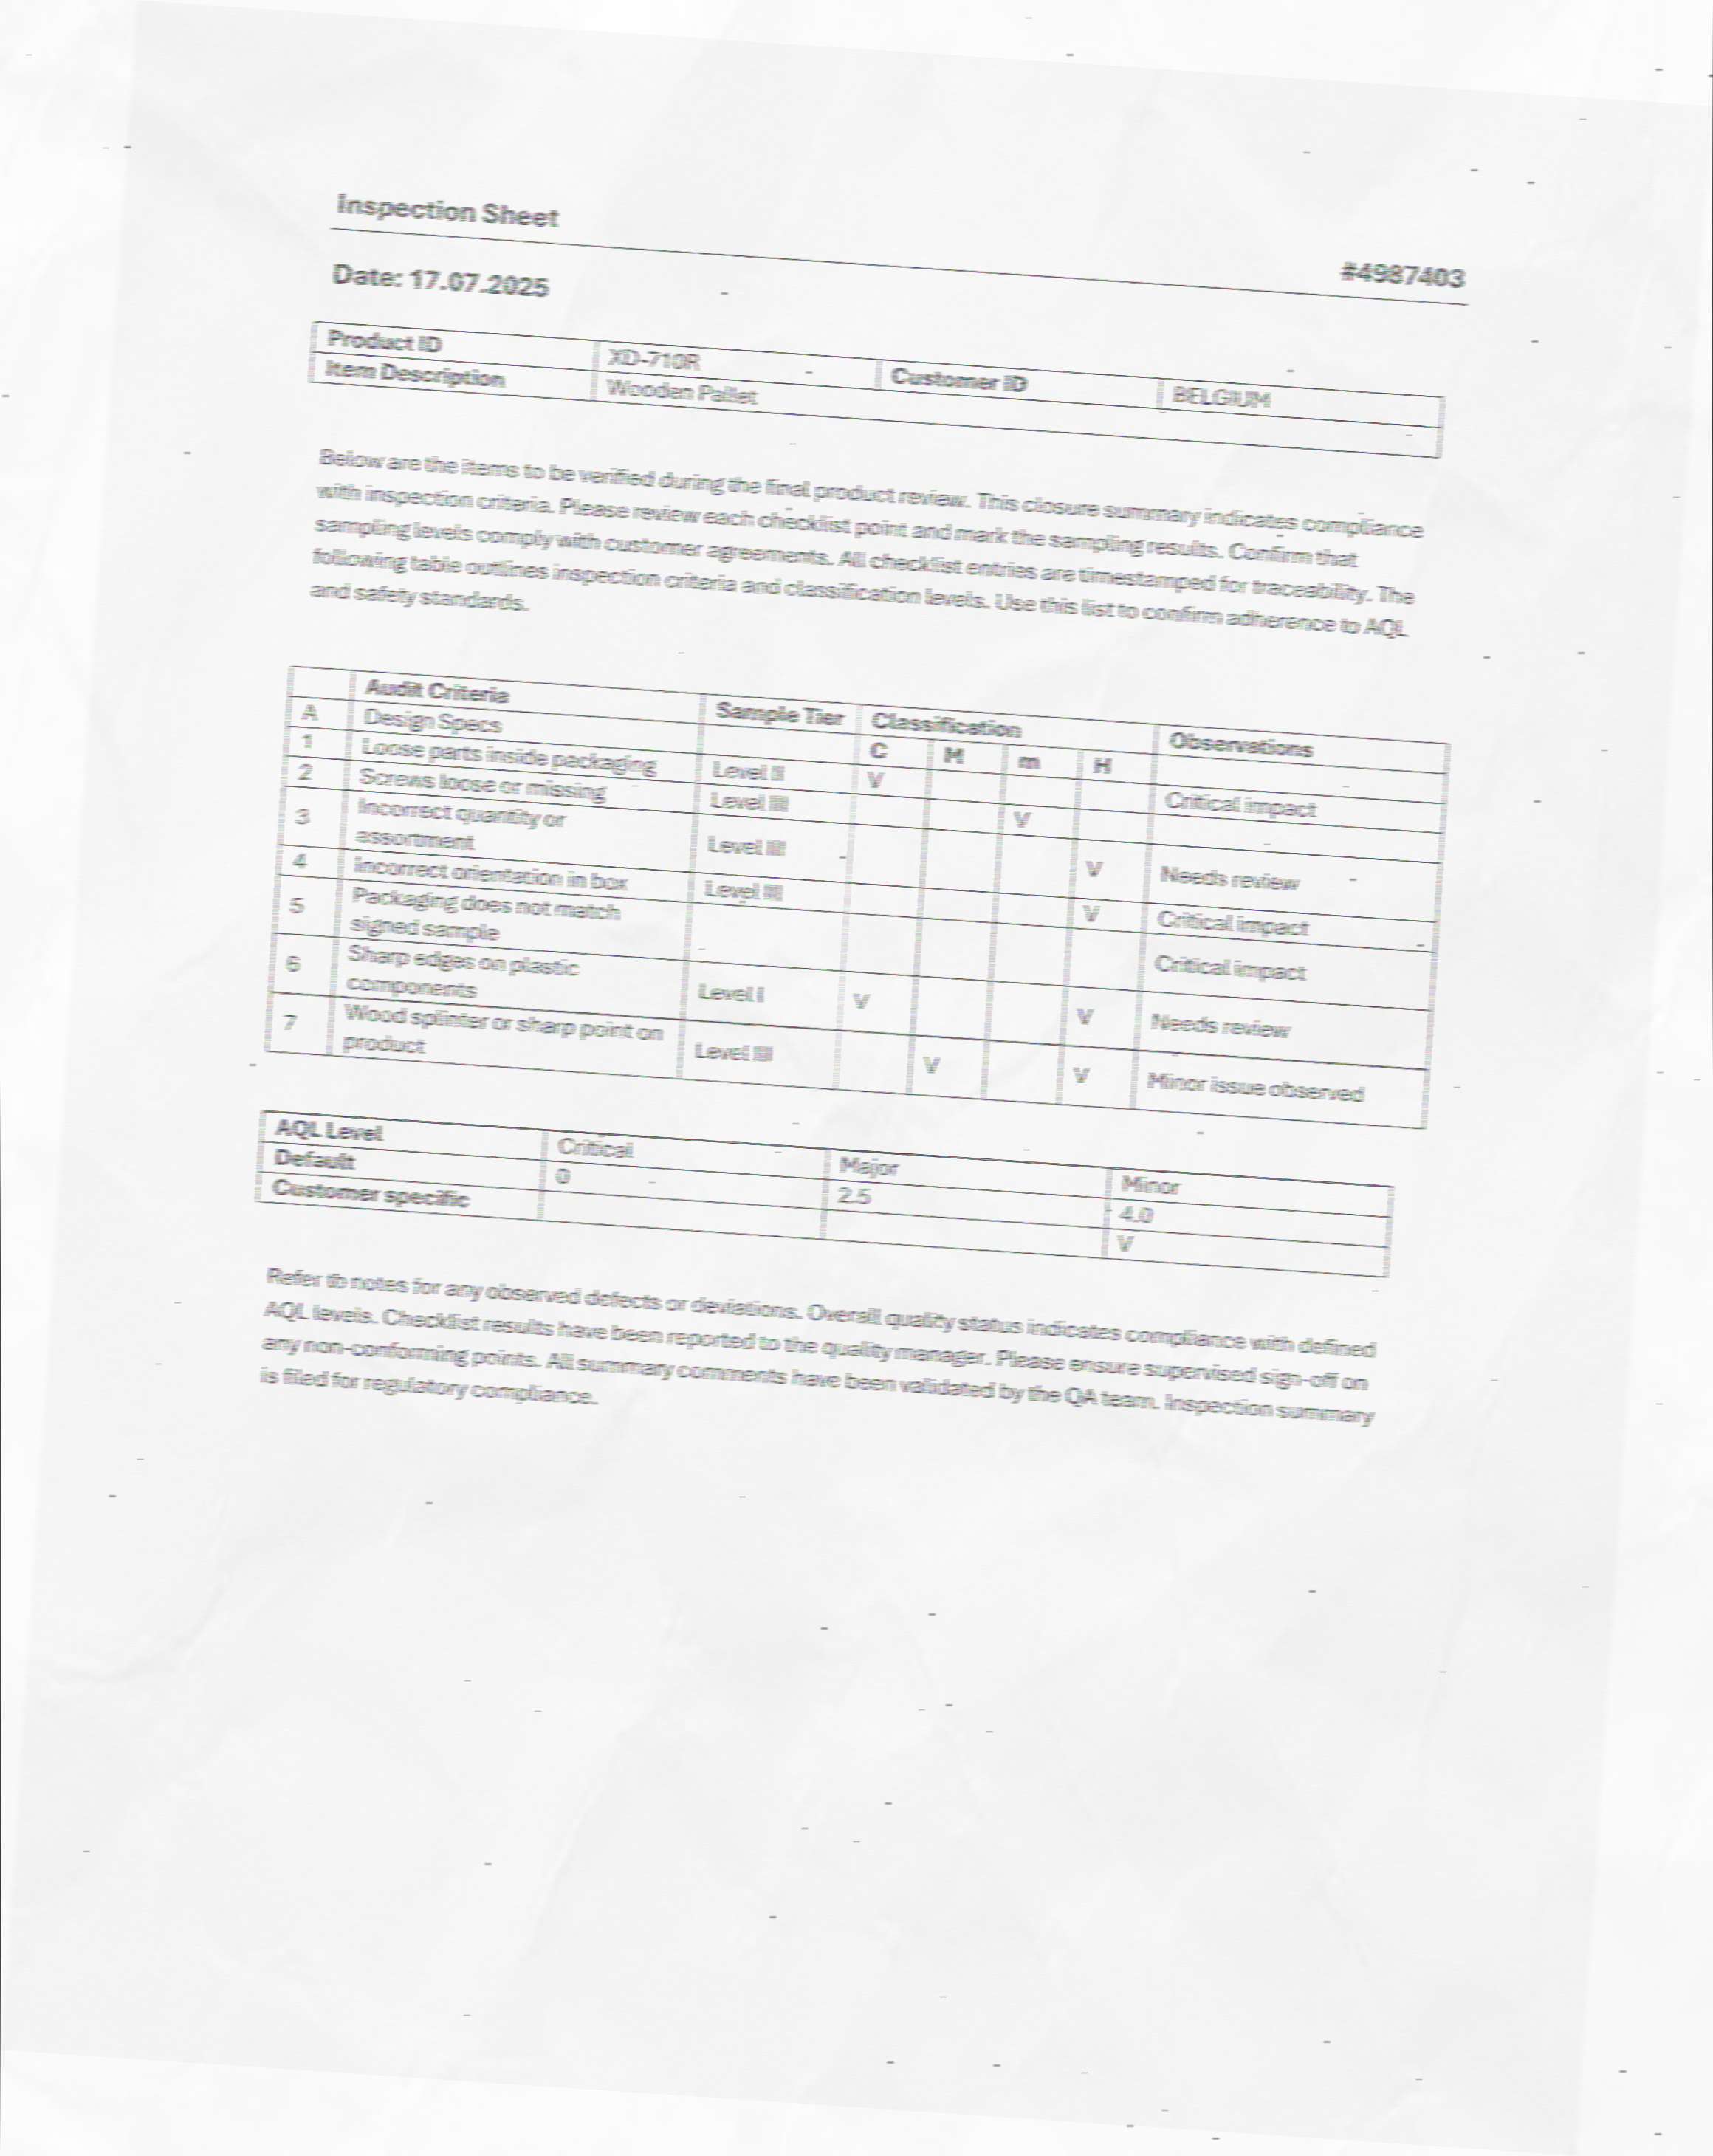 Inspection Sheet
#4987403
Date: 17.07.2025
Product ID XD-710R Customer ID BELGIUM
Item Description Wooden Pallet
Below are the items to be verified during the final product review. This closure summary indicates compliance
with inspection criteria. Please review each checklist point and mark the sampling results. Confirm that
sampling levels comply with customer agreements. All checklist entries are timestamped for traceability. The
following table outlines inspection criteria and classification levels. Use this list to confirm adherence to AQL
and safety standards.
Audit Criteria Sample Tier Classification Observations
A Design Specs C M m H
1 Loose parts inside packaging Level II V Critical impact
2 Screws loose or missing Level III V
3 Incorrect quantity or
assortment Level III V Needs review
4 Incorrect orientation in box Level III V Critical impact
5 Packaging does not match
signed sample Critical impact
6 Sharp edges on plastic
components Level I V V Needs review
7 Wood splinter or sharp point on
product Level III V V Minor issue observed
AQL Level Critical Major Minor
Default 0 2.5 4.0
Customer specific V
Refer to notes for any observed defects or deviations. Overall quality status indicates compliance with defined
AQL levels. Checklist results have been reported to the quality manager. Please ensure supervised sign-off on
any non-conforming points. All summary comments have been validated by the QA team. Inspection summary
is filed for regulatory compliance.